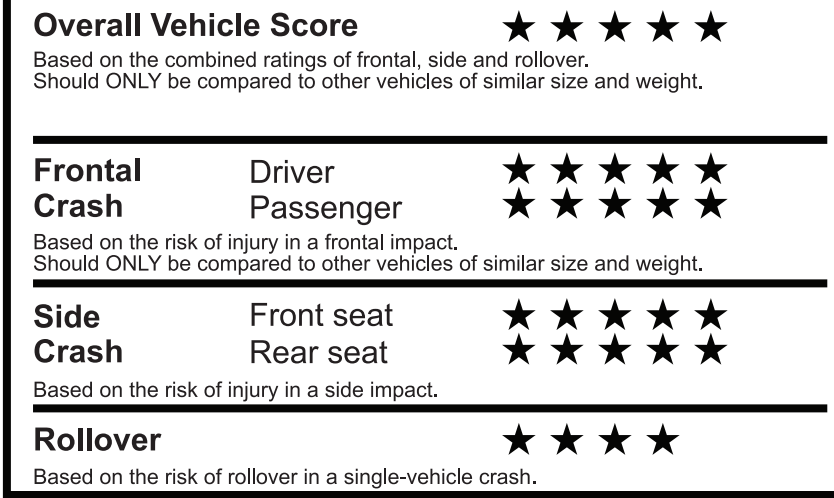 Overall Vehicle Score ★ ★ ★ ★ ★
Based on the combined ratings of frontal, side and rollover.
Should ONLY be compared to other vehicles of similar size and weight.
Frontal Driver ★ ★ ★ ★ ★
Crash Passenger ★ ★ ★ ★ ★
Based on the risk of injury in a frontal impact.
Should ONLY be compared to other vehicles of similar size and weight.
Side Front seat ★ ★ ★ ★ ★
Crash Rear seat ★ ★ ★ ★ ★
Based on the risk of injury in a side impact.
Rollover ★ ★ ★ ★
Based on the risk of rollover in a single-vehicle crash.